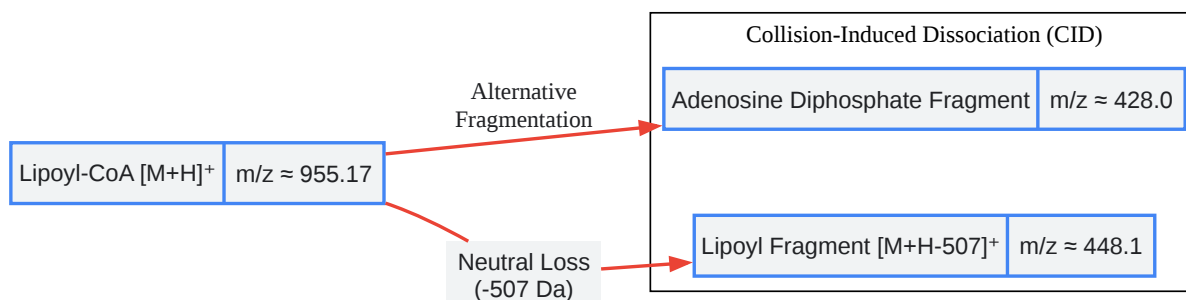 Collision-Induced Dissociation (CID)
Adenosine Diphosphate Fragment
m/z ≈ 428.0
Alternative
Fragmentation
Lipoyl-CoA [M+H]⁺
m/z ≈ 955.17
Lipoyl Fragment [M+H-507]⁺
m/z ≈ 448.1
Neutral Loss
(-507 Da)